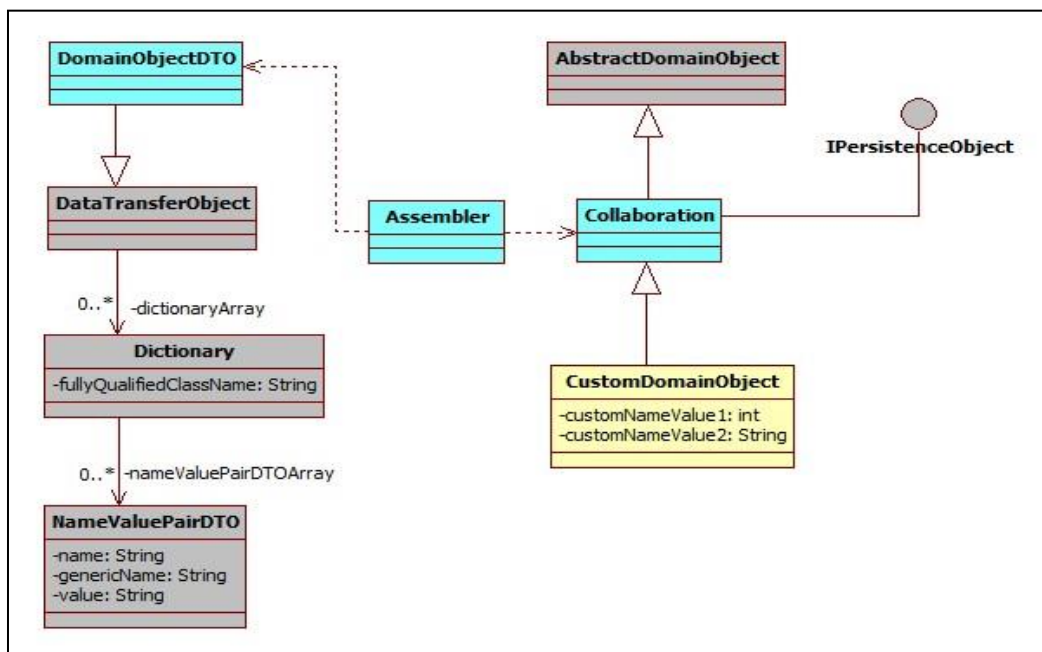 DomainObjectDTO
AbstractDomainObject
IPersistenceObject
DataTransferObject
Assembler
Collaboration
0..*
-dictionaryArray
Dictionary
-fullyQualifiedClassName: String
CustomDomainObject
-customNameValue1: int
-customNameValue2: String
0..*
-nameValuePairDTOArray
NameValuePairDTO
-name: String
-genericName: String
-value: String